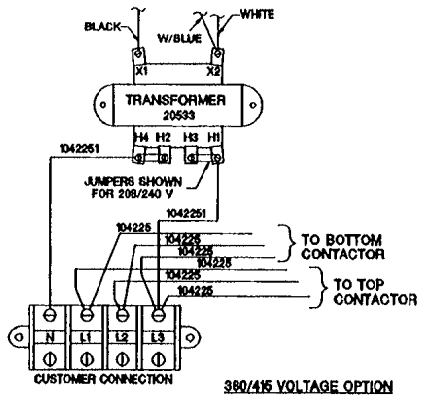 WHITE
BLACK
W/BLUE
X1 X2
TRANSFORMER
20533
H4 H2 H3 H1
1042251
JUMPERS SHOWN
FOR 208/240 V
1042251
104225
104225
104225
104225
104225
104225
TO BOTTOM
CONTACTOR
TO TOP
CONTACTOR
N L1 L2 L3
CUSTOMER CONNECTION
380/415 VOLTAGE OPTION